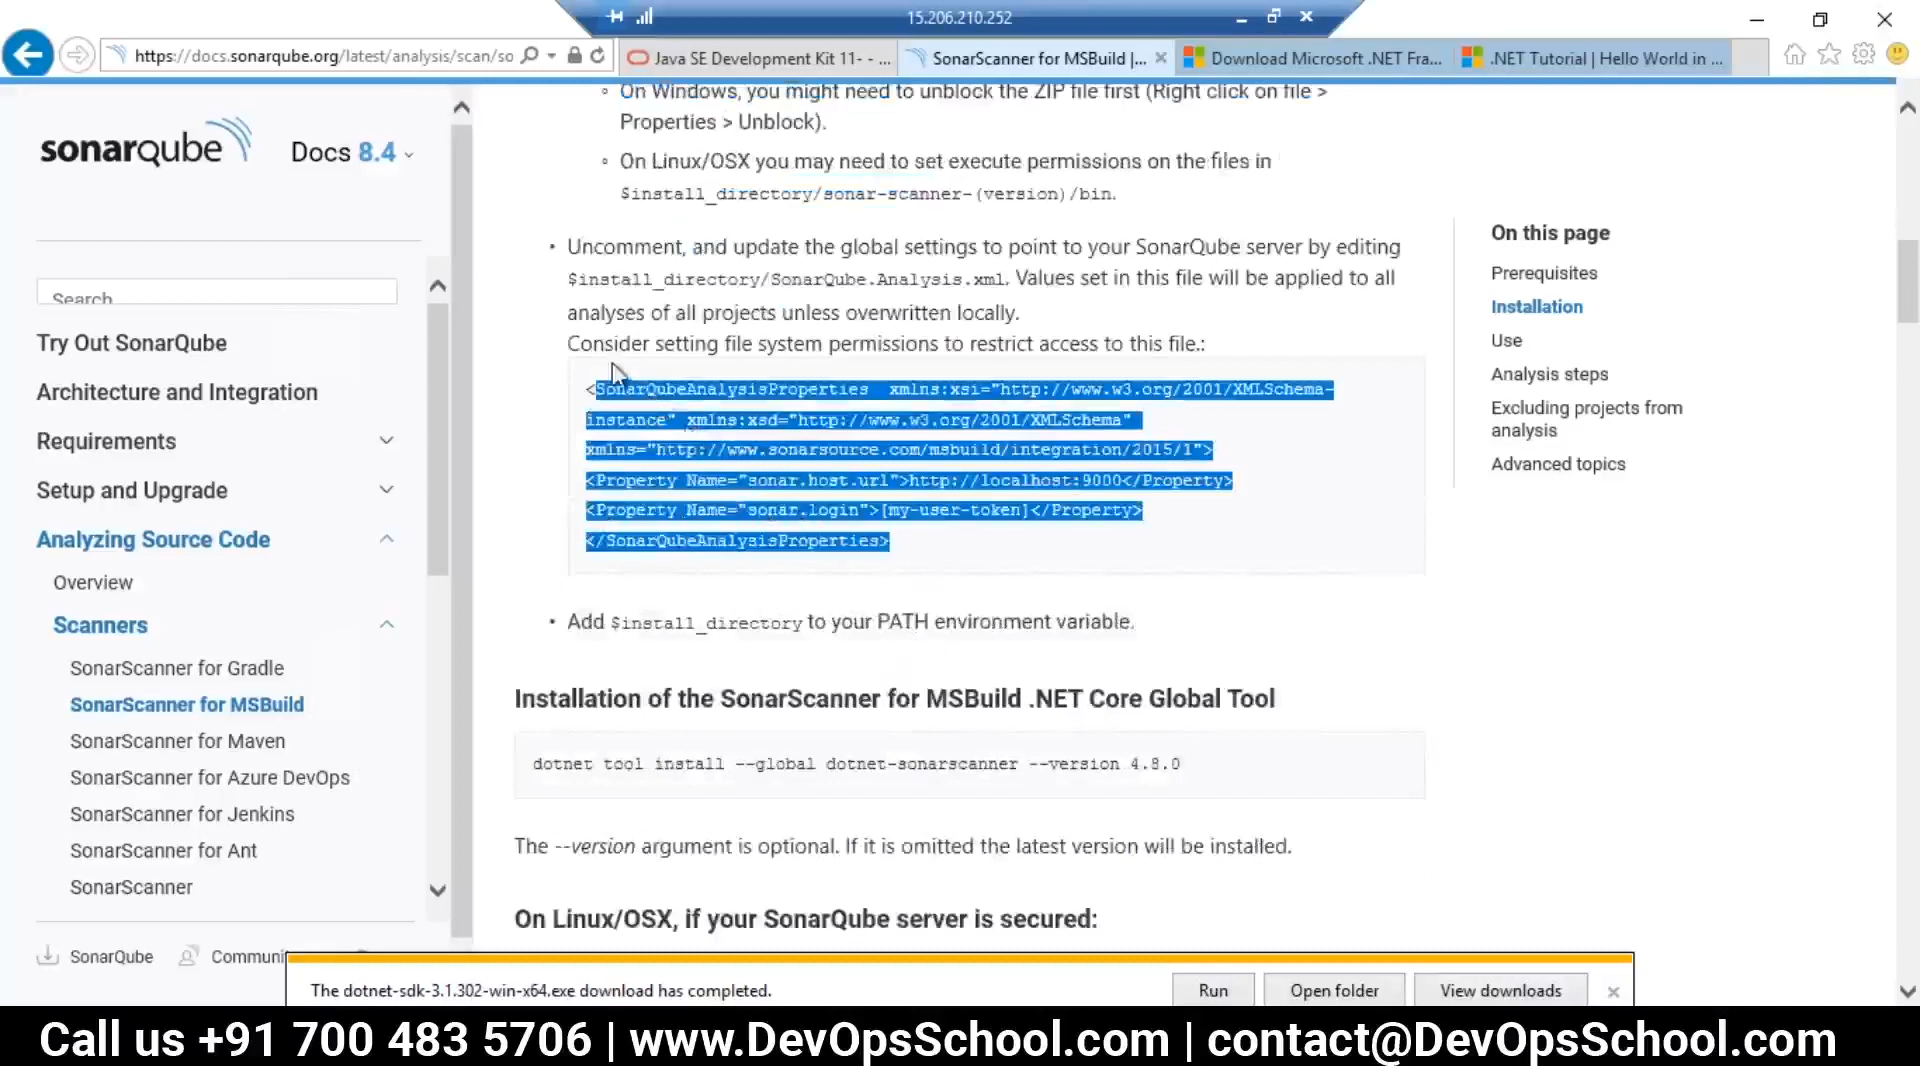 15.206.210.252
https://docs.sonarqube.org/latest/analysis/scan/so
Java SE Development Kit 11- - ...
SonarScanner for MSBuild |...
Download Microsoft .NET Fra...
.NET Tutorial | Hello World in ...
sonarqube
Docs 8.4
Search
Try Out SonarQube
Architecture and Integration
Requirements
Setup and Upgrade
Analyzing Source Code
Overview
Scanners
SonarScanner for Gradle
SonarScanner for MSBuild
SonarScanner for Maven
SonarScanner for Azure DevOps
SonarScanner for Jenkins
SonarScanner for Ant
SonarScanner
SonarQube
◦ On Windows, you might need to unblock the ZIP file first (Right click on file >
Properties > Unblock).
◦ On Linux/OSX you may need to set execute permissions on the files in
$install_directory/sonar-scanner-(version)/bin.
• Uncomment, and update the global settings to point to your SonarQube server by editing
$install_directory/SonarQube.Analysis.xml. Values set in this file will be applied to all
analyses of all projects unless overwritten locally.
Consider setting file system permissions to restrict access to this file.:
<SonarQubeAnalysisProperties  xmlns:xsi="http://www.w3.org/2001/XMLSchema-
instance" xmlns:xsd="http://www.w3.org/2001/XMLSchema"
xmlns="http://www.sonarsource.com/msbuild/integration/2015/1">
<Property Name="sonar.host.url">http://localhost:9000</Property>
<Property Name="sonar.login">[my-user-token]</Property>
</SonarQubeAnalysisProperties>
• Add $install_directory to your PATH environment variable.
Installation of the SonarScanner for MSBuild .NET Core Global Tool
dotnet tool install --global dotnet-sonarscanner --version 4.8.0
The --version argument is optional. If it is omitted the latest version will be installed.
On Linux/OSX, if your SonarQube server is secured:
On this page
Prerequisites
Installation
Use
Analysis steps
Excluding projects from
analysis
Advanced topics
The dotnet-sdk-3.1.302-win-x64.exe download has completed.
Run
Open folder
View downloads
Call us +91 700 483 5706 | www.DevOpsSchool.com | contact@DevOpsSchool.com